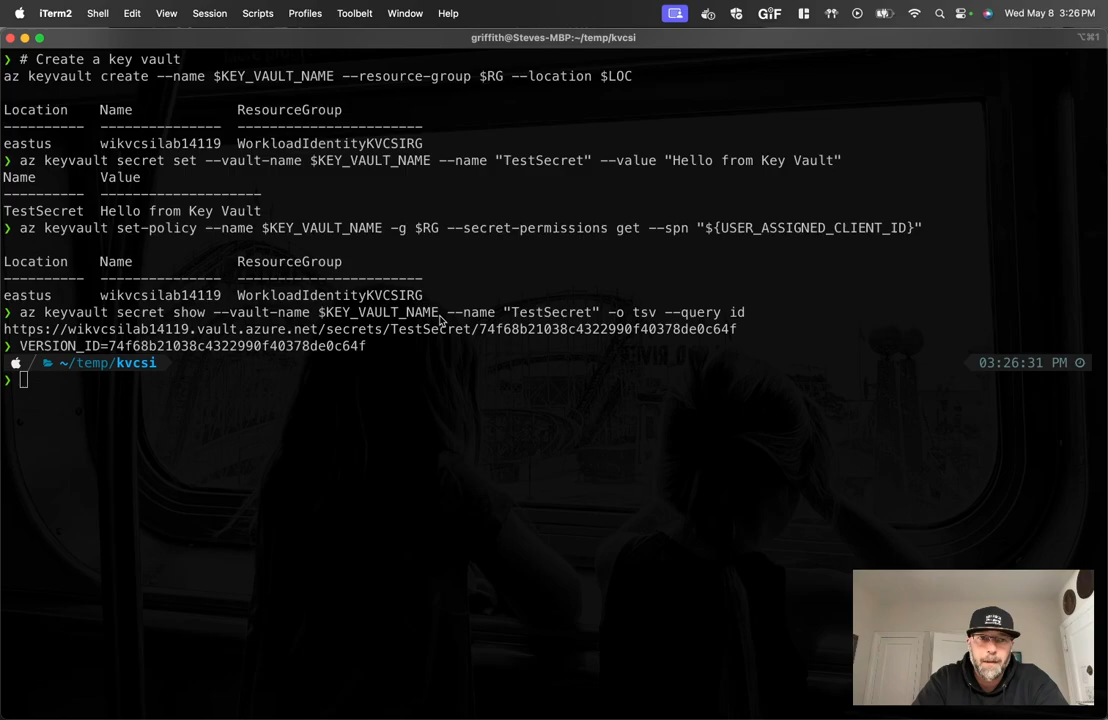 iTerm2 Shell Edit View Session Scripts Profiles Toolbelt Window Help GIF Wed May 8 3:26 PM
griffith@Steves-MBP:~/temp/kvcsi ⌥⌘1
❯ # Create a key vault
az keyvault create --name $KEY_VAULT_NAME --resource-group $RG --location $LOC
Location Name ResourceGroup
---------- --------------- -----------------------
eastus wikvcsilab14119 WorkloadIdentityKVCSIRG
❯ az keyvault secret set --vault-name $KEY_VAULT_NAME --name "TestSecret" --value "Hello from Key Vault"
Name Value
---------- --------------------
TestSecret Hello from Key Vault
❯ az keyvault set-policy --name $KEY_VAULT_NAME -g $RG --secret-permissions get --spn "${USER_ASSIGNED_CLIENT_ID}"
Location Name ResourceGroup
---------- --------------- -----------------------
eastus wikvcsilab14119 WorkloadIdentityKVCSIRG
❯ az keyvault secret show --vault-name $KEY_VAULT_NAME --name "TestSecret" -o tsv --query id
https://wikvcsilab14119.vault.azure.net/secrets/TestSecret/74f68b21038c4322990f40378de0c64f
❯ VERSION_ID=74f68b21038c4322990f40378de0c64f
~/temp/kvcsi 03:26:31 PM
❯